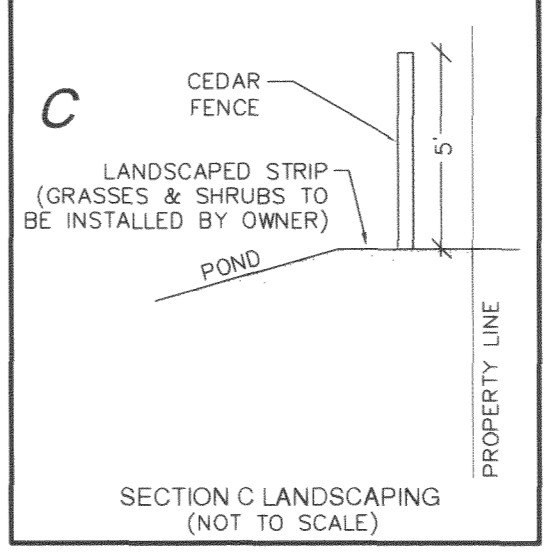 C
CEDAR
FENCE
LANDSCAPED STRIP
(GRASSES & SHRUBS TO
BE INSTALLED BY OWNER)
POND
5'
PROPERTY LINE
SECTION C LANDSCAPING
(NOT TO SCALE)